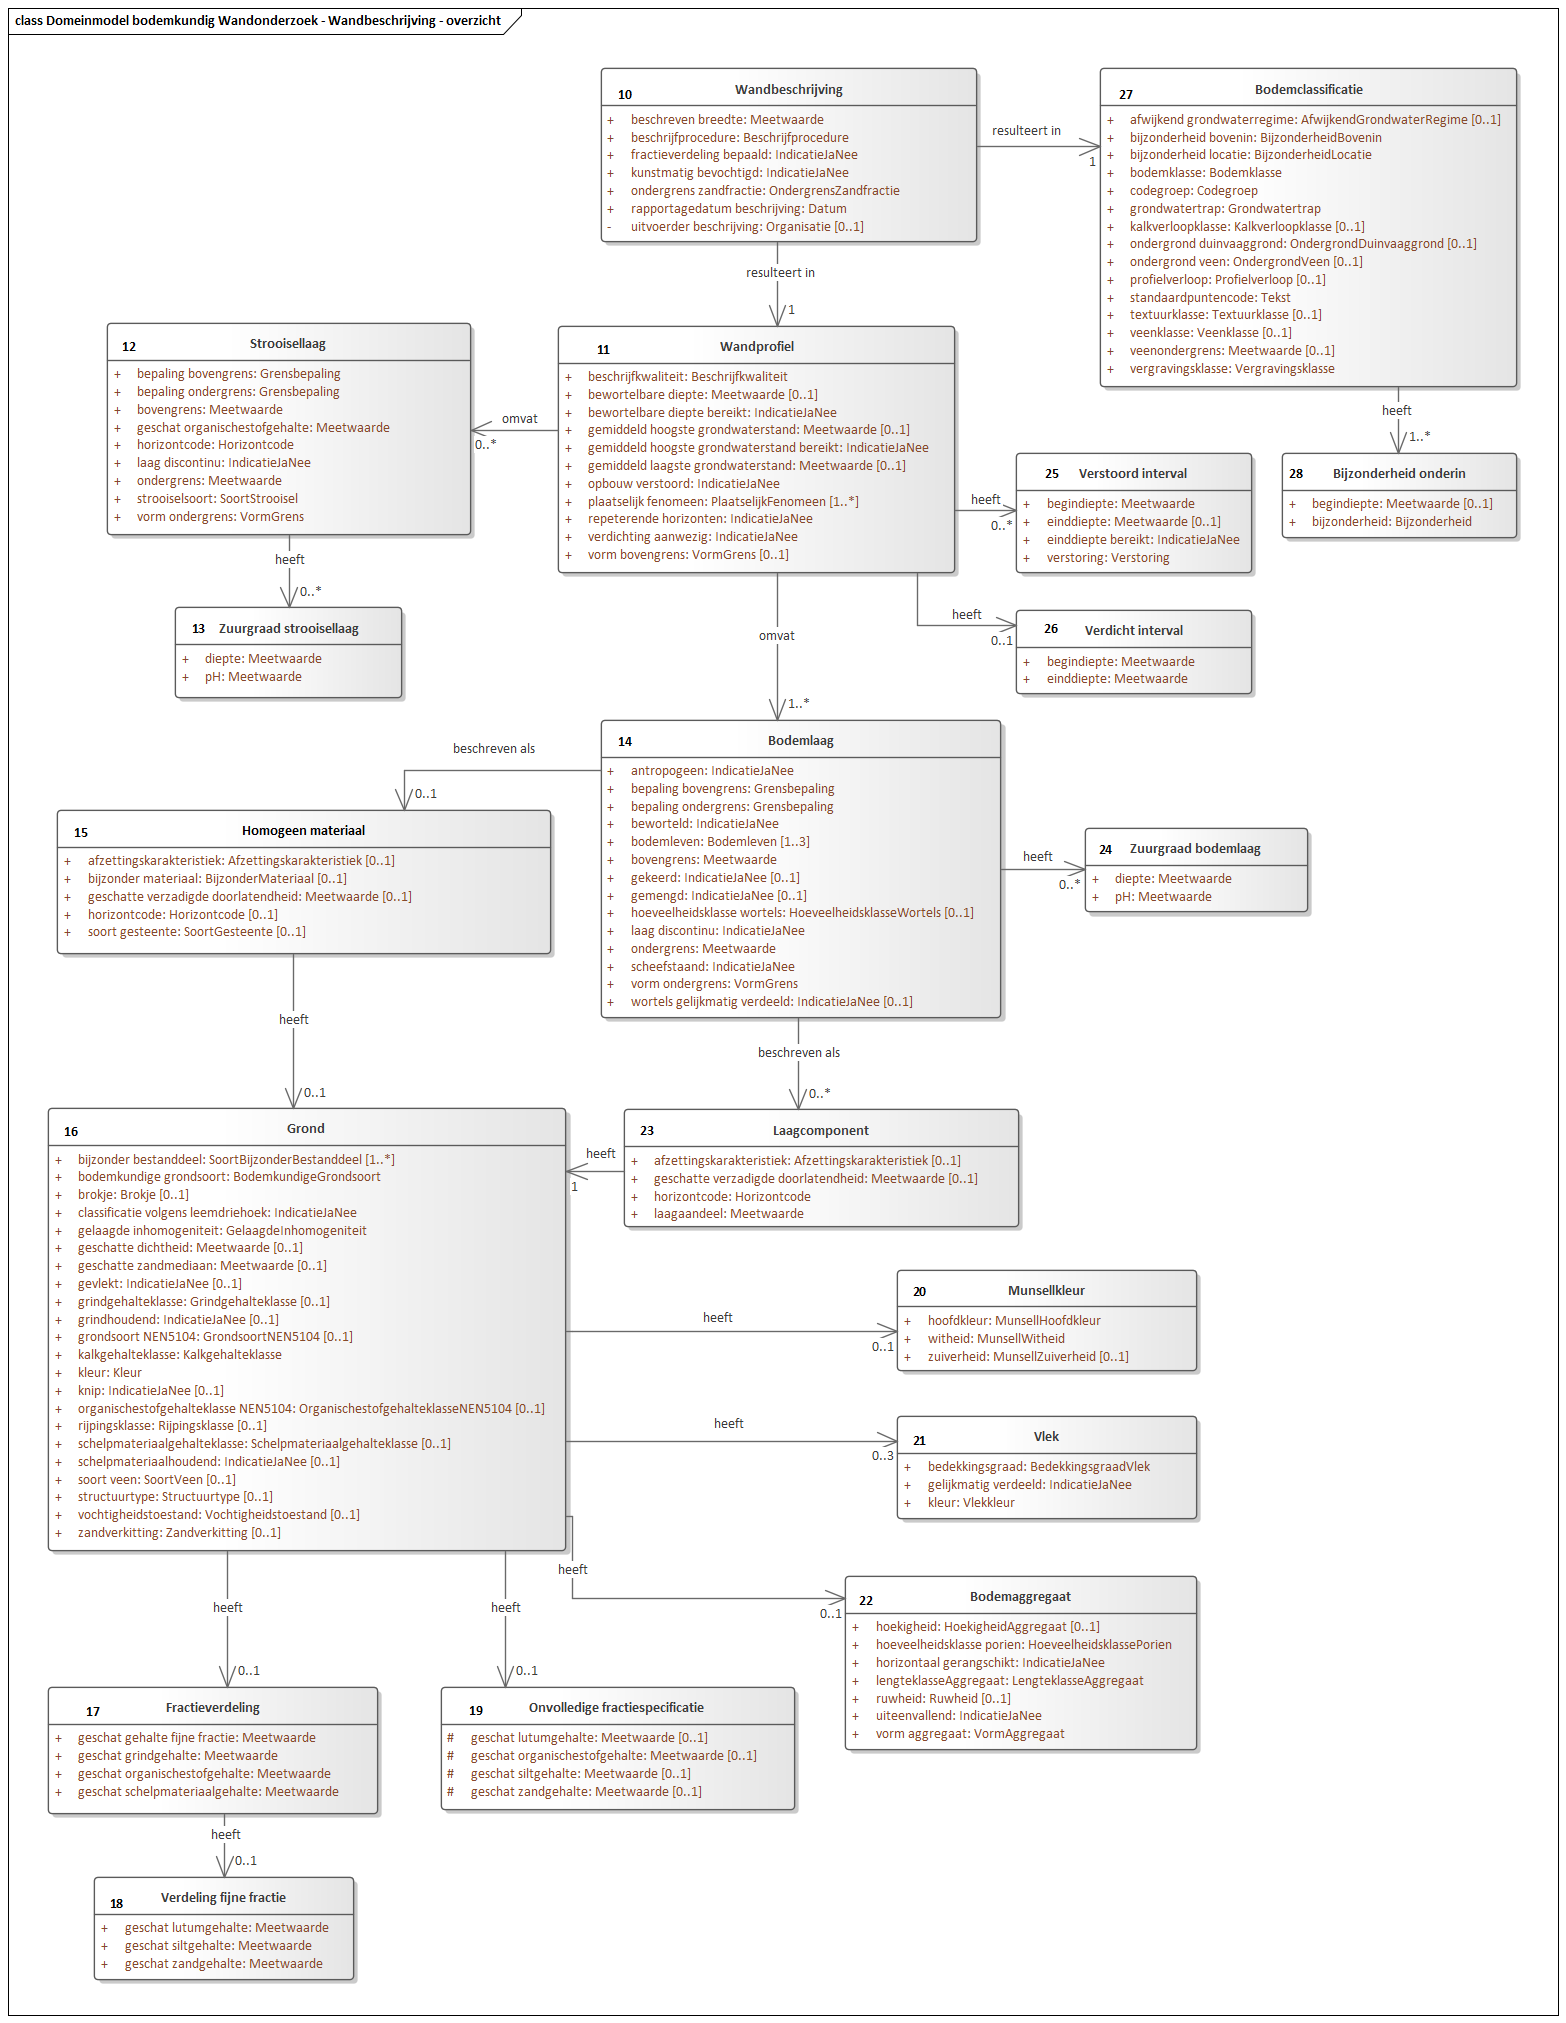 class Domeinmodel bodemkundig Wandonderzoek - Wandbeschrijving - overzicht
10 Wandbeschrijving
+ beschreven breedte: Meetwaarde
+ beschrijfprocedure: Beschrijfprocedure
+ fractieverdeling bepaald: IndicatieJaNee
+ kunstmatig bevochtigd: IndicatieJaNee
+ ondergrens zandfractie: OndergrensZandfractie
+ rapportagedatum beschrijving: Datum
- uitvoerder beschrijving: Organisatie [0..1]
resulteert in
1
27 Bodemclassificatie
+ afwijkend grondwaterregime: AfwijkendGrondwaterRegime [0..1]
+ bijzonderheid bovenin: BijzonderheidBovenin
+ bijzonderheid locatie: BijzonderheidLocatie
+ bodemklasse: Bodemklasse
+ codegroep: Codegroep
+ grondwatertrap: Grondwatertrap
+ kalkverloopklasse: Kalkverloopklasse [0..1]
+ ondergrond duinvaaggrond: OndergrondDuinvaaggrond [0..1]
+ ondergrond veen: OndergrondVeen [0..1]
+ profielverloop: Profielverloop [0..1]
+ standaardpuntencode: Tekst
+ textuurklasse: Textuurklasse [0..1]
+ veenklasse: Veenklasse [0..1]
+ veenondergrens: Meetwaarde [0..1]
+ vergravingsklasse: Vergravingsklasse
resulteert in
1
12 Strooisellaag
+ bepaling bovengrens: Grensbepaling
+ bepaling ondergrens: Grensbepaling
+ bovengrens: Meetwaarde
+ geschat organischestofgehalte: Meetwaarde
+ horizontcode: Horizontcode
+ laag discontinu: IndicatieJaNee
+ ondergrens: Meetwaarde
+ strooiselsoort: SoortStrooisel
+ vorm ondergrens: VormGrens
omvat
0..*
11 Wandprofiel
+ beschrijfkwaliteit: Beschrijfkwaliteit
+ bewortelbare diepte: Meetwaarde [0..1]
+ bewortelbare diepte bereikt: IndicatieJaNee
+ gemiddeld hoogste grondwaterstand: Meetwaarde [0..1]
+ gemiddeld hoogste grondwaterstand bereikt: IndicatieJaNee
+ gemiddeld laagste grondwaterstand: Meetwaarde [0..1]
+ opbouw verstoord: IndicatieJaNee
+ plaatselijk fenomeen: PlaatselijkFenomeen [1..*]
+ repeterende horizonten: IndicatieJaNee
+ verdichting aanwezig: IndicatieJaNee
+ vorm bovengrens: VormGrens [0..1]
heeft
0..*
25 Verstoord interval
+ begindiepte: Meetwaarde
+ einddiepte: Meetwaarde [0..1]
+ einddiepte bereikt: IndicatieJaNee
+ verstoring: Verstoring
heeft
1..*
28 Bijzonderheid onderin
+ begindiepte: Meetwaarde [0..1]
+ bijzonderheid: Bijzonderheid
heeft
0..*
13 Zuurgraad strooisellaag
+ diepte: Meetwaarde
+ pH: Meetwaarde
heeft
0..1
26 Verdicht interval
+ begindiepte: Meetwaarde
+ einddiepte: Meetwaarde
omvat
1..*
14 Bodemlaag
+ antropogeen: IndicatieJaNee
+ bepaling bovengrens: Grensbepaling
+ bepaling ondergrens: Grensbepaling
+ beworteld: IndicatieJaNee
+ bodemleven: Bodemleven [1..3]
+ bovengrens: Meetwaarde
+ gekeerd: IndicatieJaNee [0..1]
+ gemengd: IndicatieJaNee [0..1]
+ hoeveelheidsklasse wortels: HoeveelheidsklasseWortels [0..1]
+ laag discontinu: IndicatieJaNee
+ ondergrens: Meetwaarde
+ scheefstaand: IndicatieJaNee
+ vorm ondergrens: VormGrens
+ wortels gelijkmatig verdeeld: IndicatieJaNee [0..1]
beschreven als
0..1
15 Homogeen materiaal
+ afzettingskarakteristiek: Afzettingskarakteristiek [0..1]
+ bijzonder materiaal: BijzonderMateriaal [0..1]
+ geschatte verzadigde doorlatendheid: Meetwaarde [0..1]
+ horizontcode: Horizontcode [0..1]
+ soort gesteente: SoortGesteente [0..1]
heeft
0..*
24 Zuurgraad bodemlaag
+ diepte: Meetwaarde
+ pH: Meetwaarde
heeft
0..1
beschreven als
0..*
16 Grond
+ bijzonder bestanddeel: SoortBijzonderBestanddeel [1..*]
+ bodemkundige grondsoort: BodemkundigeGrondsoort
+ brokje: Brokje [0..1]
+ classificatie volgens leemdriehoek: IndicatieJaNee
+ gelaagde inhomogeniteit: GelaagdeInhomogeniteit
+ geschatte dichtheid: Meetwaarde [0..1]
+ geschatte zandmediaan: Meetwaarde [0..1]
+ gevlekt: IndicatieJaNee [0..1]
+ grindgehalteklasse: Grindgehalteklasse [0..1]
+ grindhoudend: IndicatieJaNee [0..1]
+ grondsoort NEN5104: GrondsoortNEN5104 [0..1]
+ kalkgehalteklasse: Kalkgehalteklasse
+ kleur: Kleur
+ knip: IndicatieJaNee [0..1]
+ organischestofgehalteklasse NEN5104: OrganischestofgehalteklasseNEN5104 [0..1]
+ rijpingsklasse: Rijpingsklasse [0..1]
+ schelpmateriaalgehalteklasse: Schelpmateriaalgehalteklasse [0..1]
+ schelpmateriaalhoudend: IndicatieJaNee [0..1]
+ soort veen: SoortVeen [0..1]
+ structuurtype: Structuurtype [0..1]
+ vochtigheidstoestand: Vochtigheidstoestand [0..1]
+ zandverkitting: Zandverkitting [0..1]
heeft
1
23 Laagcomponent
+ afzettingskarakteristiek: Afzettingskarakteristiek [0..1]
+ geschatte verzadigde doorlatendheid: Meetwaarde [0..1]
+ horizontcode: Horizontcode
+ laagaandeel: Meetwaarde
heeft
0..1
20 Munsellkleur
+ hoofdkleur: MunsellHoofdkleur
+ witheid: MunsellWitheid
+ zuiverheid: MunsellZuiverheid [0..1]
heeft
0..3
21 Vlek
+ bedekkingsgraad: BedekkingsgraadVlek
+ gelijkmatig verdeeld: IndicatieJaNee
+ kleur: Vlekkleur
heeft
0..1
22 Bodemaggregaat
+ hoekigheid: HoekigheidAggregaat [0..1]
+ hoeveelheidsklasse porien: HoeveelheidsklassePorien
+ horizontaal gerangschikt: IndicatieJaNee
+ lengteklasseAggregaat: LengteklasseAggregaat
+ ruwheid: Ruwheid [0..1]
+ uiteenvallend: IndicatieJaNee
+ vorm aggregaat: VormAggregaat
heeft
0..1
17 Fractieverdeling
+ geschat gehalte fijne fractie: Meetwaarde
+ geschat grindgehalte: Meetwaarde
+ geschat organischestofgehalte: Meetwaarde
+ geschat schelpmateriaalgehalte: Meetwaarde
heeft
0..1
19 Onvolledige fractiespecificatie
# geschat lutumgehalte: Meetwaarde [0..1]
# geschat organischestofgehalte: Meetwaarde [0..1]
# geschat siltgehalte: Meetwaarde [0..1]
# geschat zandgehalte: Meetwaarde [0..1]
heeft
0..1
18 Verdeling fijne fractie
+ geschat lutumgehalte: Meetwaarde
+ geschat siltgehalte: Meetwaarde
+ geschat zandgehalte: Meetwaarde